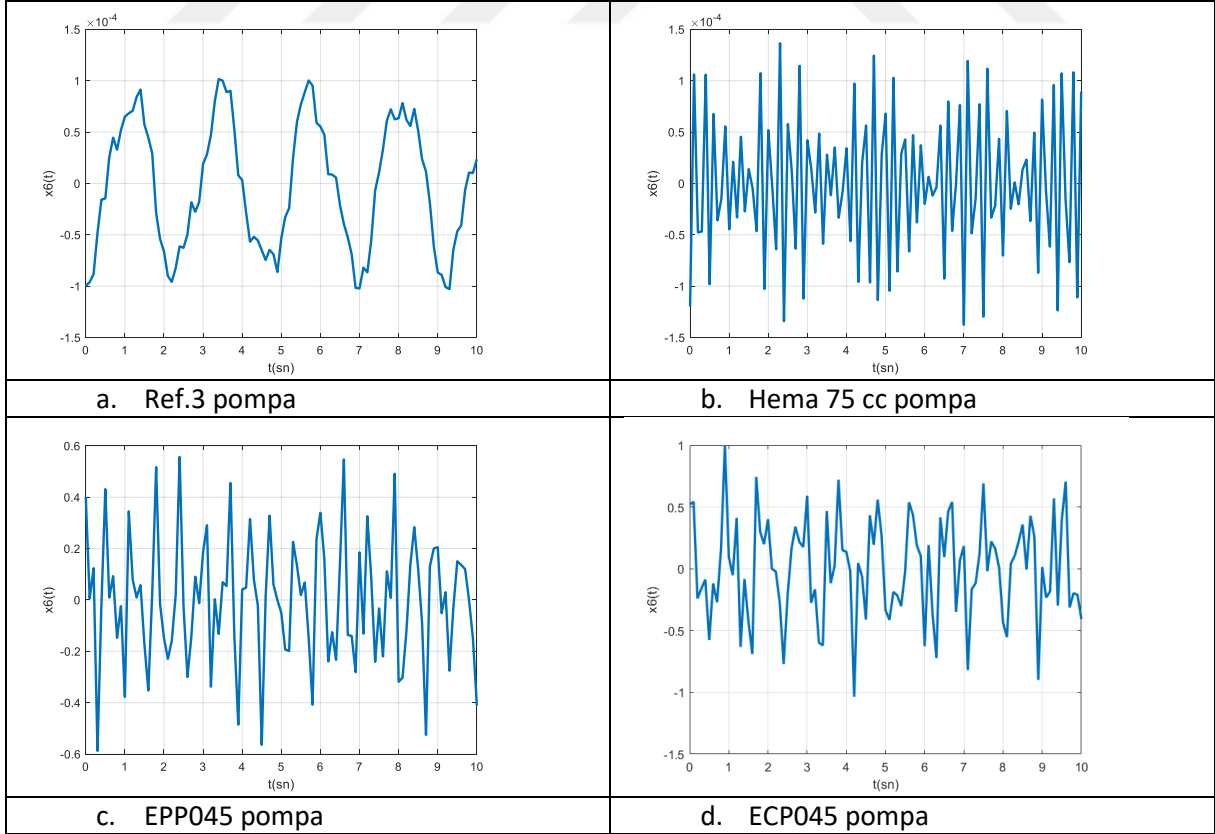 ×10-4
1.5
1
0.5
0
-0.5
-1
-1.5
x6(t)
0 1 2 3 4 5 6 7 8 9 10
t(sn)
×10-4
1.5
1
0.5
0
-0.5
-1
-1.5
x6(t)
0 1 2 3 4 5 6 7 8 9 10
t(sn)
a. Ref.3 pompa
b. Hema 75 cc pompa
0.6
0.4
0.2
0
-0.2
-0.4
-0.6
x6(t)
0 1 2 3 4 5 6 7 8 9 10
t(sn)
1
0.5
0
-0.5
-1
-1.5
x6(t)
0 1 2 3 4 5 6 7 8 9 10
t(sn)
c. EPP045 pompa
d. ECP045 pompa